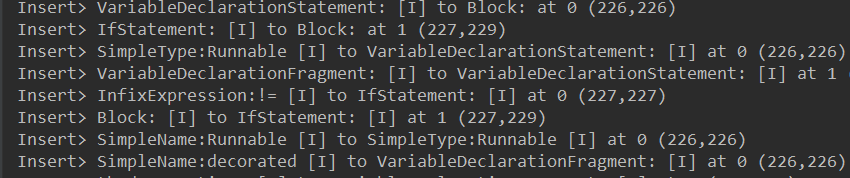 Insert> VariableDeclarationStatement: [I] to Block: at 0 (226,226)
Insert> IfStatement: [I] to Block: at 1 (227,229)
Insert> SimpleType:Runnable [I] to VariableDeclarationStatement: [I] at 0 (226,226)
Insert> VariableDeclarationFragment: [I] to VariableDeclarationStatement: [I] at 1
Insert> InfixExpression:!= [I] to IfStatement: [I] at 0 (227,227)
Insert> Block: [I] to IfStatement: [I] at 1 (227,229)
Insert> SimpleName:Runnable [I] to SimpleType:Runnable [I] at 0 (226,226)
Insert> SimpleName:decorated [I] to VariableDeclarationFragment: [I] at 0 (226,226)